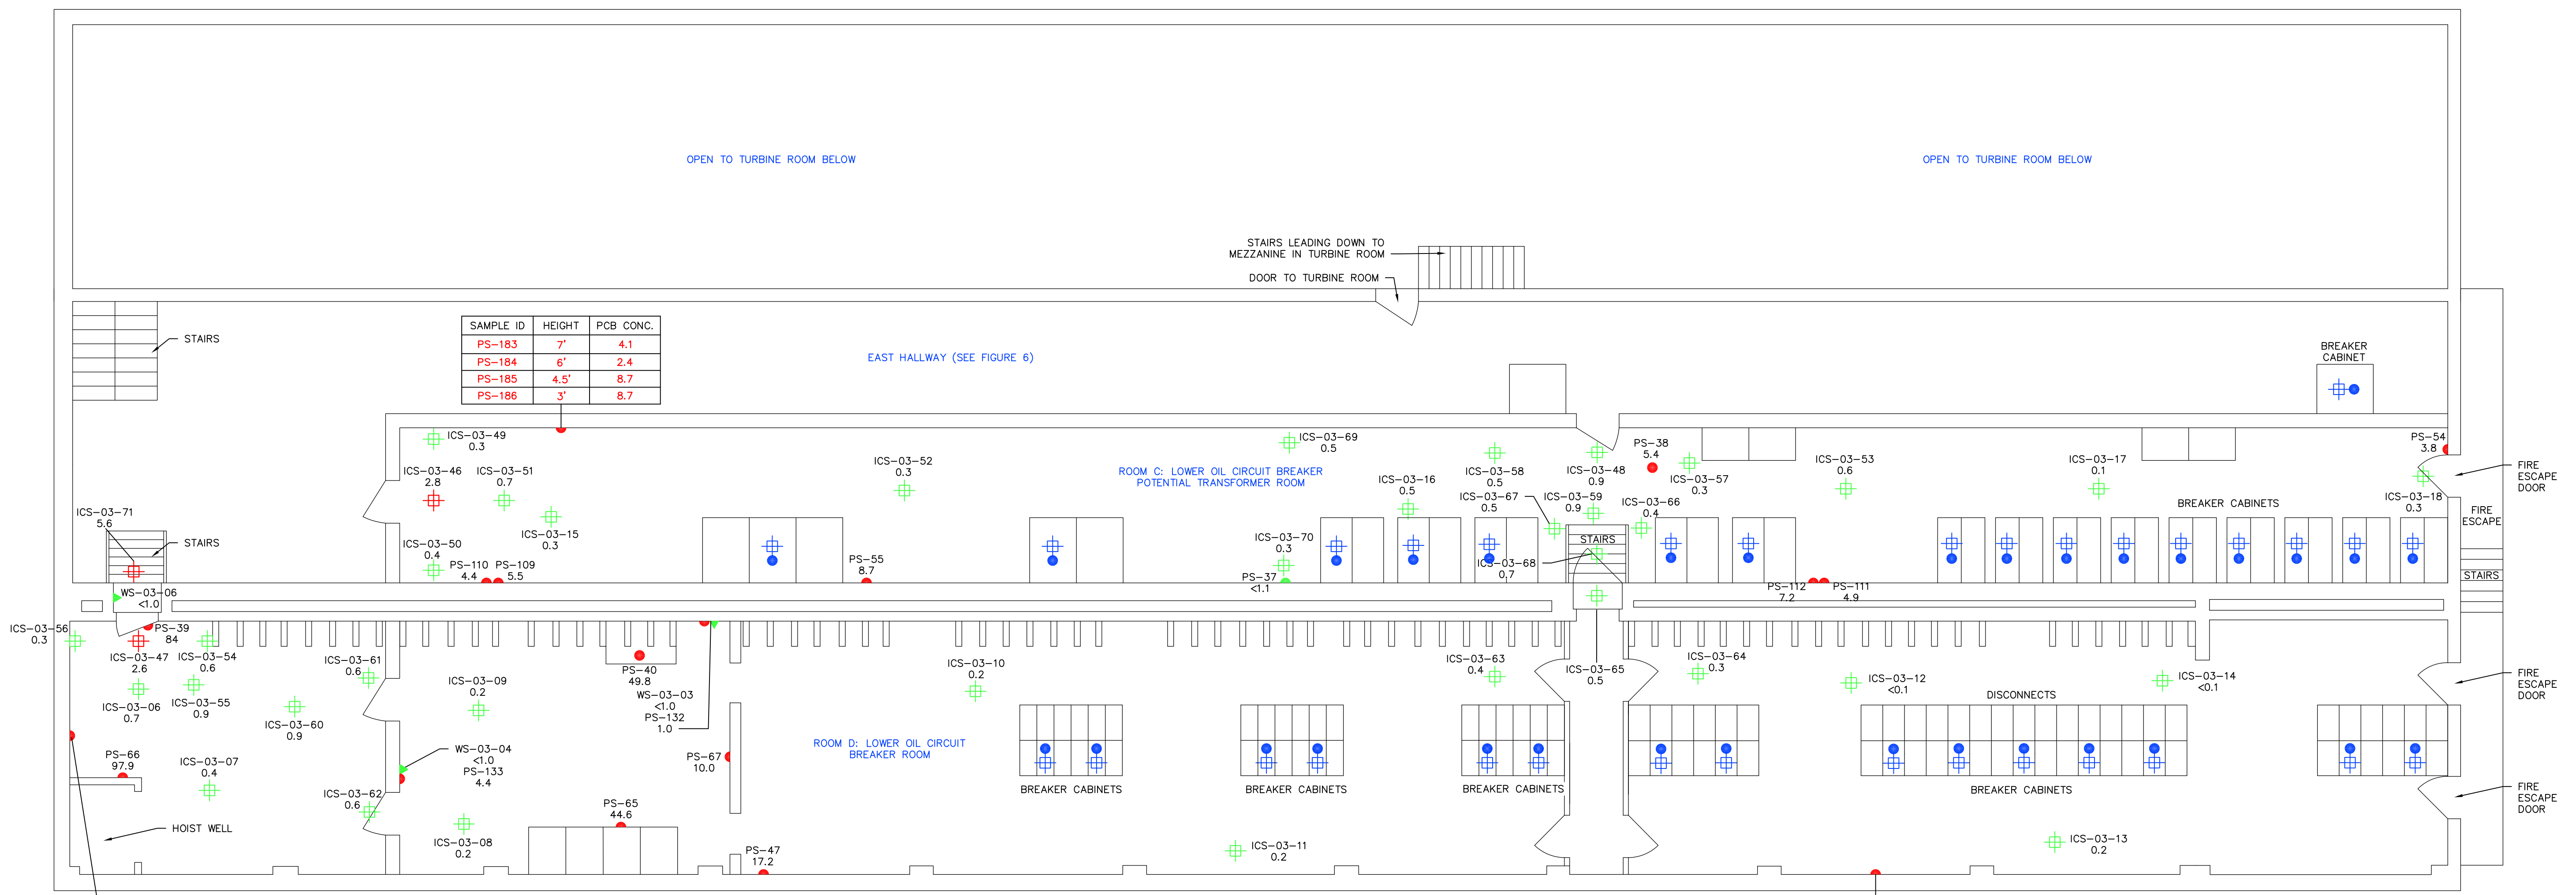 OPEN TO TURBINE ROOM BELOW
OPEN TO TURBINE ROOM BELOW
STAIRS LEADING DOWN TO
MEZZANINE IN TURBINE ROOM
DOOR TO TURBINE ROOM
STAIRS
SAMPLE ID HEIGHT PCB CONC.
PS-183 7' 4.1
PS-184 6' 2.4
PS-185 4.5' 8.7
PS-186 3' 8.7
EAST HALLWAY (SEE FIGURE 6)
BREAKER
CABINET
ICS-03-49
0.3
ICS-03-46
2.8
ICS-03-51
0.7
ICS-03-15
0.3
ICS-03-50
0.4
PS-110
4.4
PS-109
5.5
ICS-03-52
0.3
PS-55
8.7
ROOM C: LOWER OIL CIRCUIT BREAKER
POTENTIAL TRANSFORMER ROOM
ICS-03-69
0.5
ICS-03-16
0.5
ICS-03-58
0.5
ICS-03-67
0.5
ICS-03-48
0.9
ICS-03-59
0.9
PS-38
5.4
ICS-03-57
0.3
ICS-03-66
0.4
ICS-03-53
0.6
ICS-03-17
0.1
BREAKER CABINETS
PS-54
3.8
ICS-03-18
0.3
FIRE
ESCAPE
DOOR
FIRE
ESCAPE
STAIRS
ICS-03-71
5.6
STAIRS
WS-03-06
<1.0
ICS-03-70
0.3
PS-37
<1.1
STAIRS
ICS-03-68
0.7
PS-112
7.2
PS-111
4.9
ICS-03-56
0.3
PS-39
84
ICS-03-47
2.6
ICS-03-54
0.6
ICS-03-06
0.7
ICS-03-55
0.9
ICS-03-60
0.9
ICS-03-61
0.6
ICS-03-09
0.2
PS-40
49.8
WS-03-03
<1.0
PS-132
1.0
ICS-03-10
0.2
ICS-03-63
0.4
ICS-03-65
0.5
ICS-03-64
0.3
ICS-03-12
<0.1
DISCONNECTS
ICS-03-14
<0.1
FIRE
ESCAPE
DOOR
PS-66
97.9
ICS-03-07
0.4
ICS-03-62
0.6
HOIST WELL
WS-03-04
<1.0
PS-133
4.4
ICS-03-08
0.2
PS-65
44.6
PS-67
10.0
PS-47
17.2
ROOM D: LOWER OIL CIRCUIT
BREAKER ROOM
BREAKER CABINETS
BREAKER CABINETS
BREAKER CABINETS
BREAKER CABINETS
ICS-03-11
0.2
ICS-03-13
0.2
FIRE
ESCAPE
DOOR